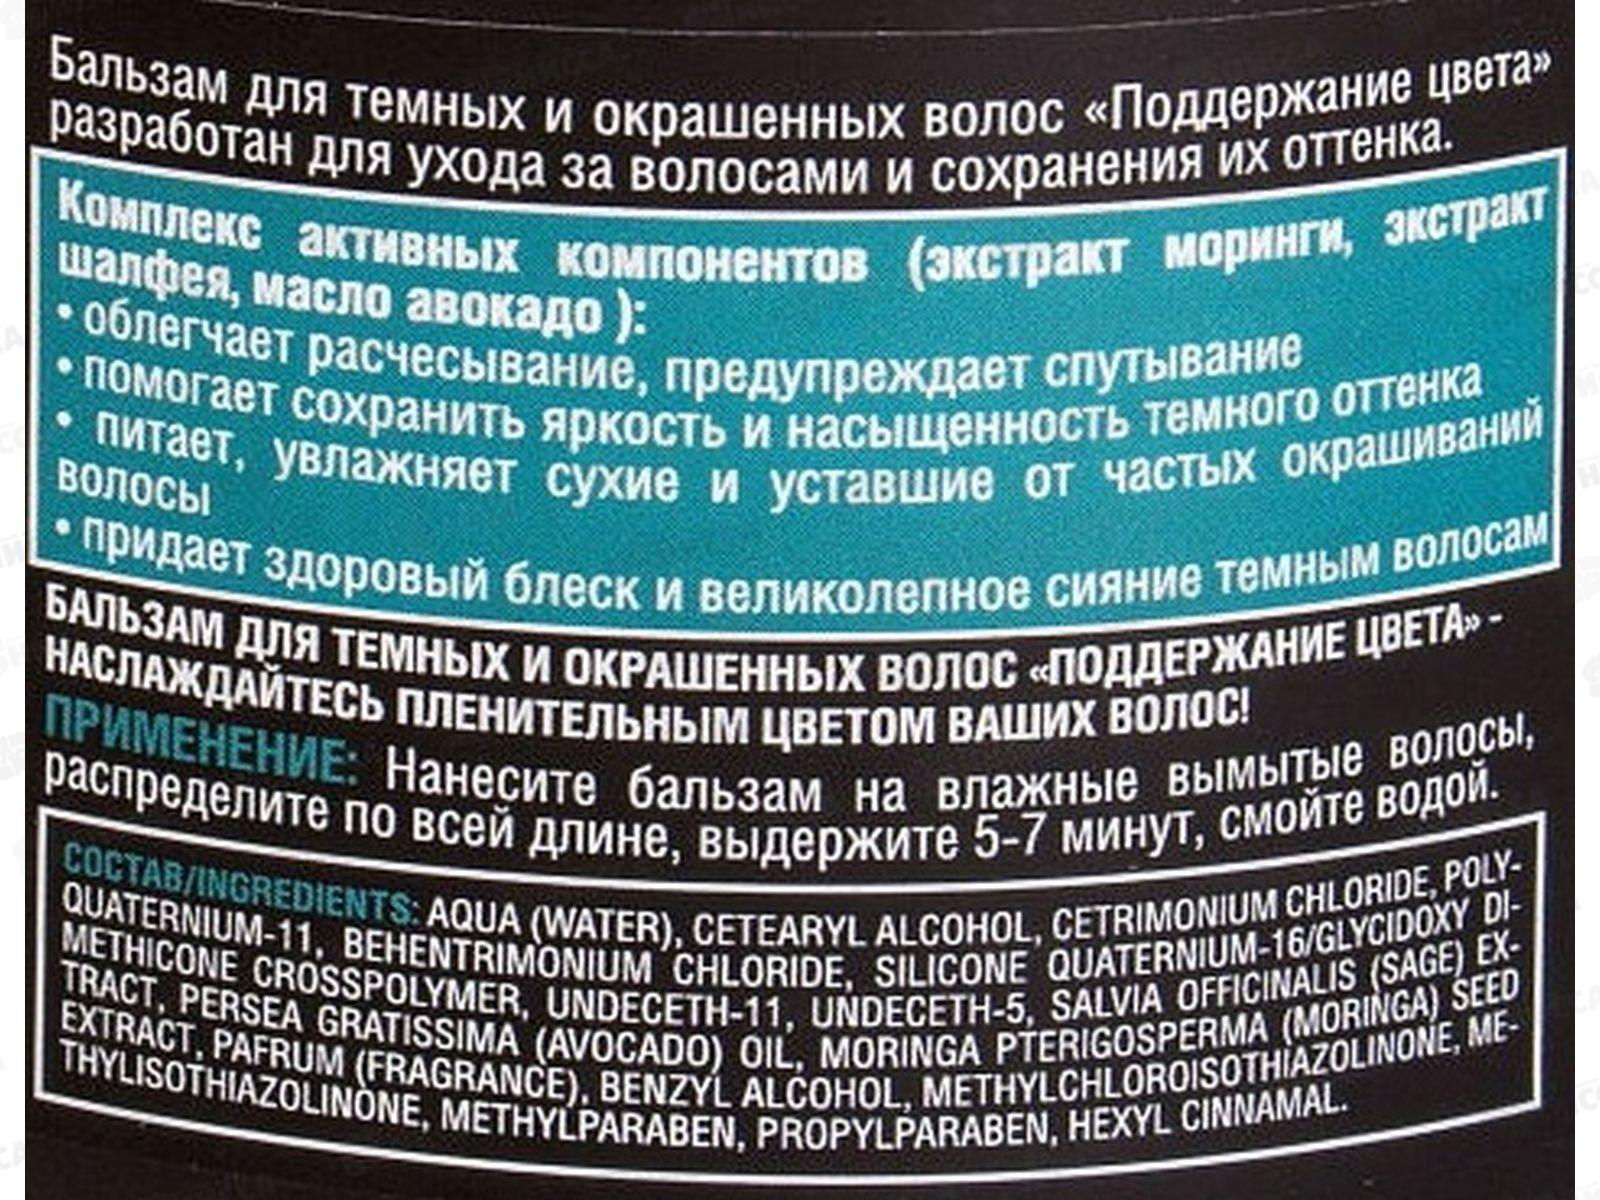 Бальзам для темных и окрашенных волос «Поддержание цвета»
разработан для ухода за волосами и сохранения их оттенка.
Комплекс активных компонентов (экстракт моринги, экстракт
шалфея, масло авокадо ):
• облегчает расчесывание, предупреждает спутывание
• помогает сохранить яркость и насыщенность темного оттенка
• питает, увлажняет сухие и уставшие от частых окрашиваний
волосы
• придает здоровый блеск и великолепное сияние темным волосам
БАЛЬЗАМ ДЛЯ ТЕМНЫХ И ОКРАШЕННЫХ ВОЛОС «ПОДДЕРЖАНИЕ ЦВЕТА» -
НАСЛАЖДАЙТЕСЬ ПЛЕНИТЕЛЬНЫМ ЦВЕТОМ ВАШИХ ВОЛОС!
ПРИМЕНЕНИЕ: Нанесите бальзам на влажные вымытые волосы,
распределите по всей длине, выдержите 5-7 минут, смойте водой.
СОСТАВ/INGREDIENTS: AQUA (WATER), CETEARYL ALCOHOL, CETRIMONIUM CHLORIDE, POLY-
QUATERNIUM-11, BEHENTRIMONIUM CHLORIDE, SILICONE QUATERNIUM-16/GLYCIDOXY DI-
METHICONE CROSSPOLYMER, UNDECETH-11, UNDECETH-5, SALVIA OFFICINALIS (SAGE) EX-
TRACT, PERSEA GRATISSIMA (AVOCADO) OIL, MORINGA PTERIGOSPERMA (MORINGA) SEED
EXTRACT, PAFRUM (FRAGRANCE), BENZYL ALCOHOL, METHYLCHLOROISOTHIAZOLINONE, ME-
THYLISOTHIAZOLINONE, METHYLPARABEN, PROPYLPARABEN, HEXYL CINNAMAL.